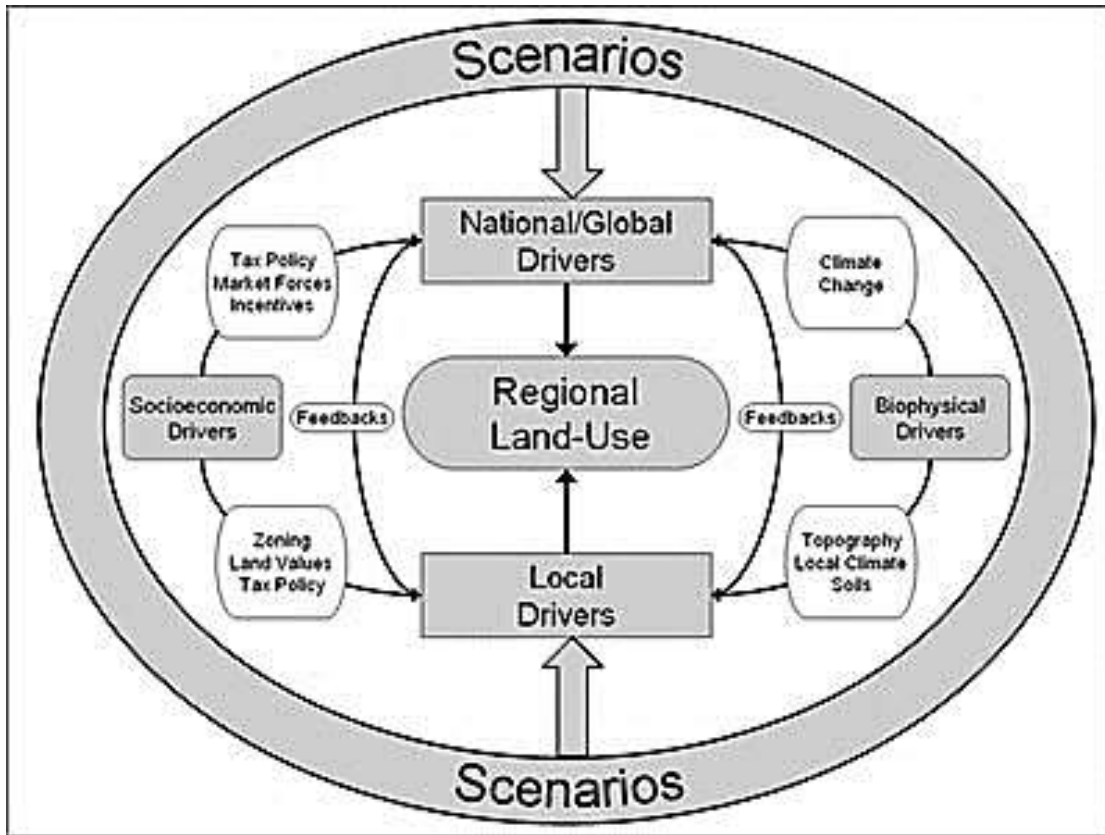 Scenarios
National/Global
Drivers
Tax Policy
Market Forces
Incentives
Climate
Change
Socioeconomic
Drivers
Feedbacks
Regional
Land-Use
Feedbacks
Biophysical
Drivers
Zoning
Land Values
Tax Policy
Local
Drivers
Topography
Local Climate
Soils
Scenarios